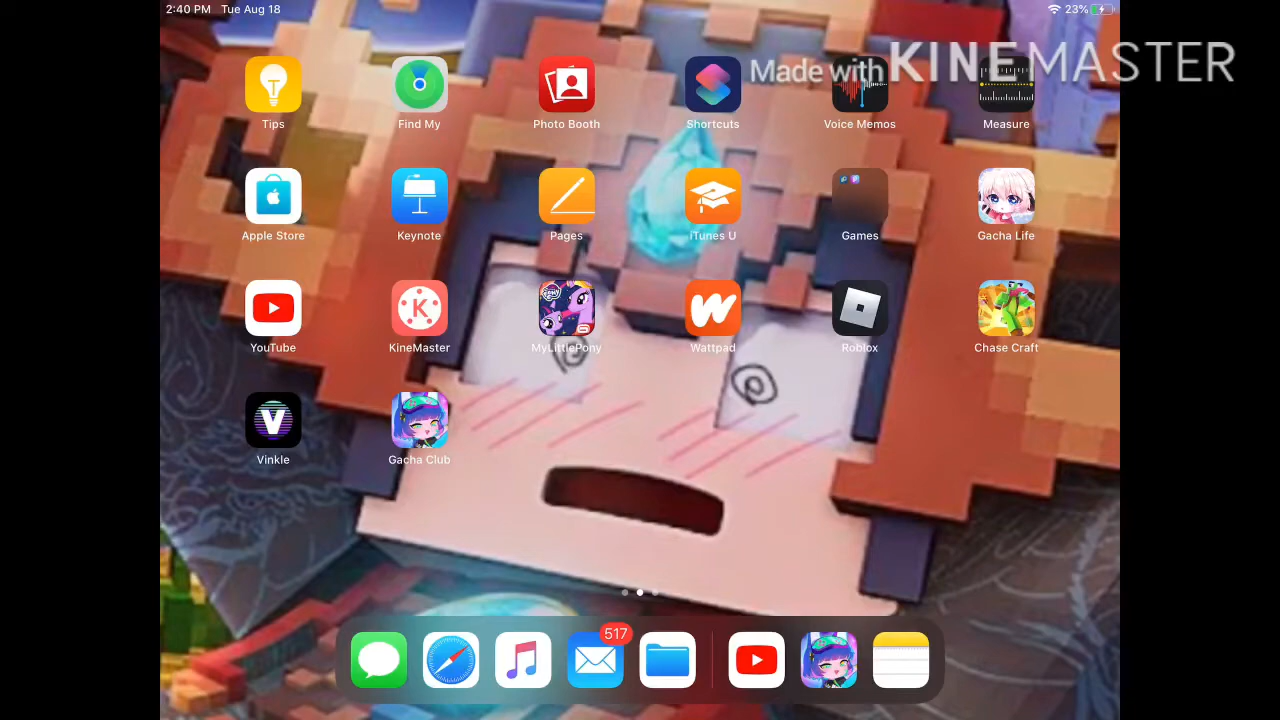 2:40 PM Tue Aug 18
23%
Made with KINEMASTER
Tips
Find My
Photo Booth
Shortcuts
Voice Memos
Measure
Apple Store
Keynote
Pages
iTunes U
Games
Gacha Life
YouTube
KineMaster
MyLittlePony
Wattpad
Roblox
Chase Craft
Vinkle
Gacha Club
517